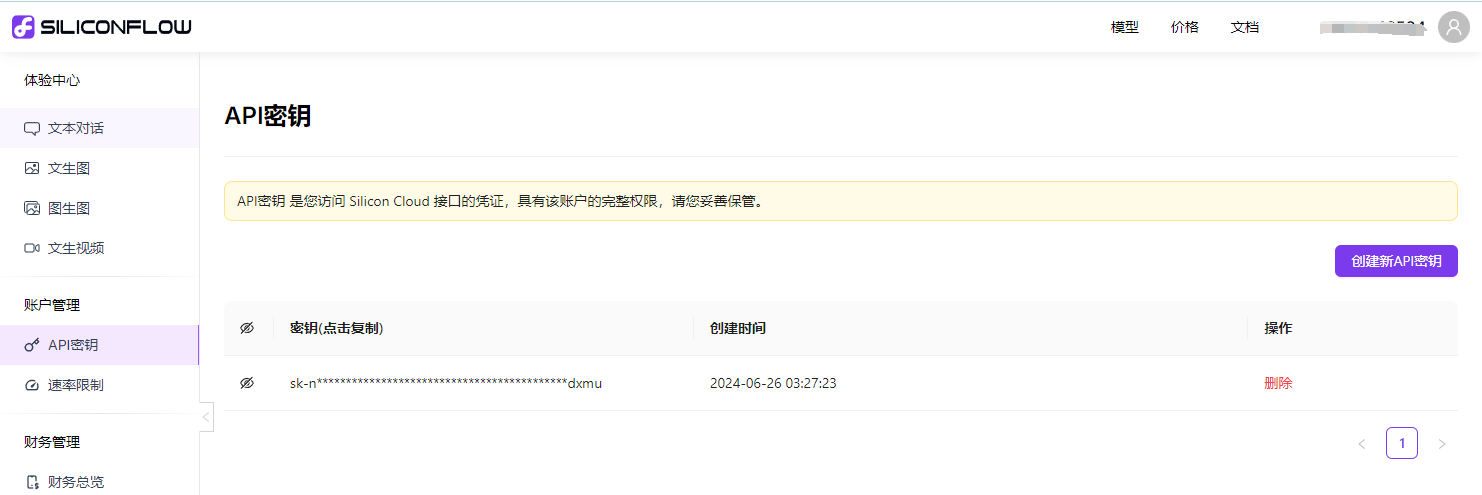 SILICONFLOW
模型 价格 文档
体验中心
文本对话
文生图
图生图
文生视频
账户管理
API密钥
速率限制
财务管理
财务总览
API密钥
API密钥 是您访问 Silicon Cloud 接口的凭证，具有该账户的完整权限，请您妥善保管。
创建新API密钥
密钥(点击复制) 创建时间 操作
sk-n********************************************dxmu 2024-06-26 03:27:23 删除
1